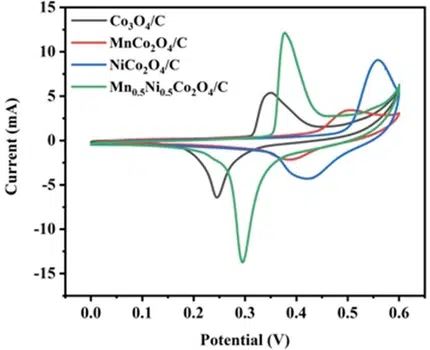 Co₃O₄/C
MnCo₂O₄/C
NiCo₂O₄/C
Mn₀.₅Ni₀.₅Co₂O₄/C
Current (mA)
15
10
5
0
-5
-10
-15
0.0 0.1 0.2 0.3 0.4 0.5 0.6
Potential (V)